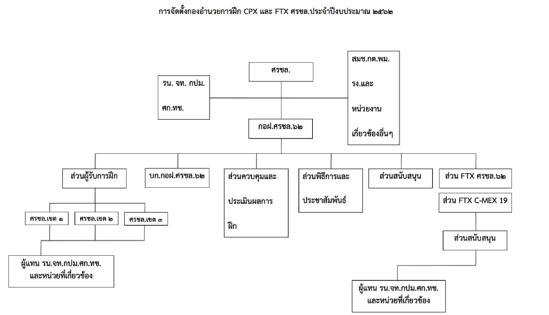 การจัดตั้งกองอำนวยการฝึก CPX และ FTX ศรชล.ประจำปีงบประมาณ ๒๕๖๒
ศรชล.
รน. จท. กปม.
ศก.ทช.
สมช.กต.พม.
รง.และ
หน่วยงาน
เกี่ยวข้องอื่นๆ
กอฝ.ศรชล.๖๒
ส่วนผู้รับการฝึก
บก.กอฝ.ศรชล.๖๒
ส่วนควบคุมและ
ประเมินผลการ
ฝึก
ส่วนพิธีการและ
ประชาสัมพันธ์
ส่วนสนับสนุน
ส่วน FTX ศรชล.๖๒
ส่วน FTX C-MEX 19
ศรชล.เขต ๑
ศรชล.เขต ๒
ศรชล.เขต ๓
ส่วนสนับสนุน
ผู้แทน รน.จท.กปม.ศก.ทช.
และหน่วยที่เกี่ยวข้อง
ผู้แทน รน.จท.กปม.ศก.ทช.
และหน่วยที่เกี่ยวข้อง